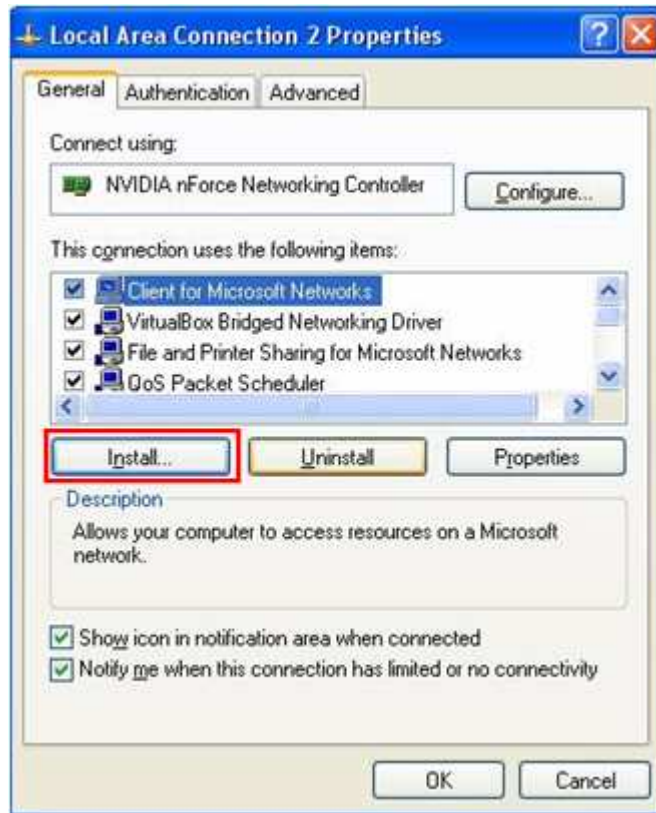 Local Area Connection 2 Properties
General Authentication Advanced
Connect using:
NVIDIA nForce Networking Controller
Configure...
This connection uses the following items:
Client for Microsoft Networks
VirtualBox Bridged Networking Driver
File and Printer Sharing for Microsoft Networks
QoS Packet Scheduler
Install... Uninstall Properties
Description
Allows your computer to access resources on a Microsoft
network.
Show icon in notification area when connected
Notify me when this connection has limited or no connectivity
OK Cancel